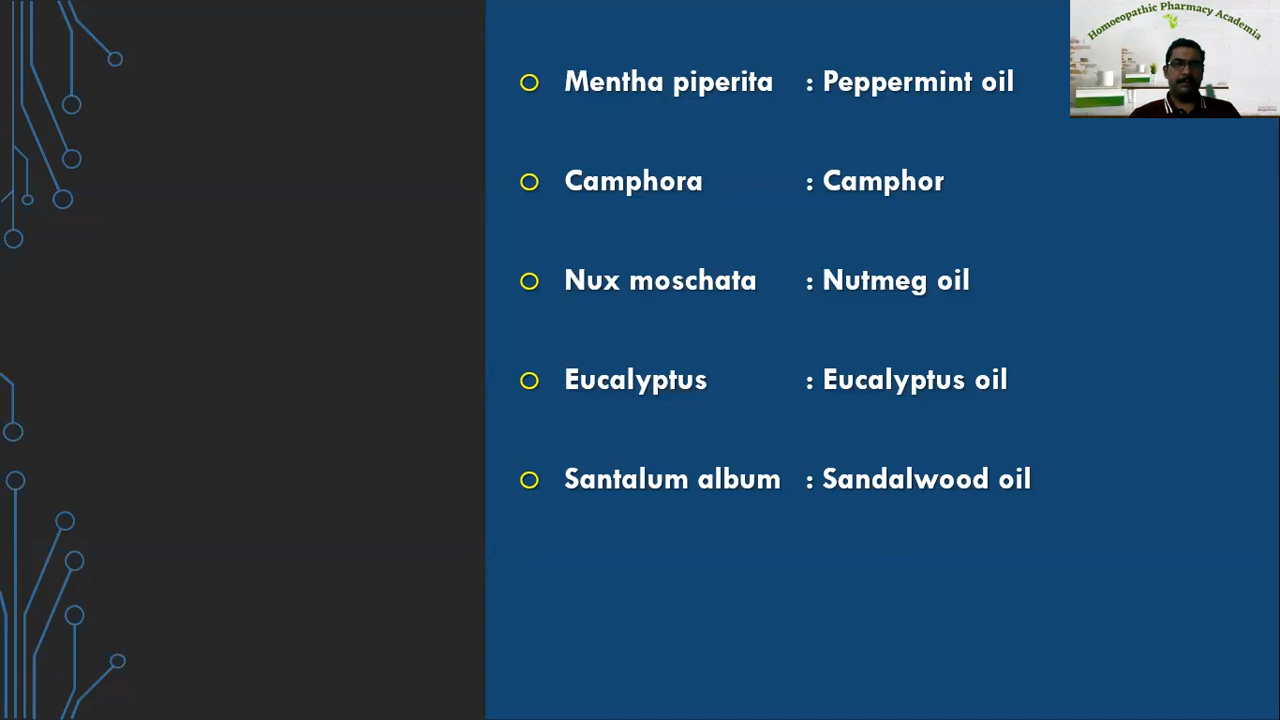 Homoeopathic Pharmacy Academia
Mentha piperita : Peppermint oil
Camphora : Camphor
Nux moschata : Nutmeg oil
Eucalyptus : Eucalyptus oil
Santalum album : Sandalwood oil